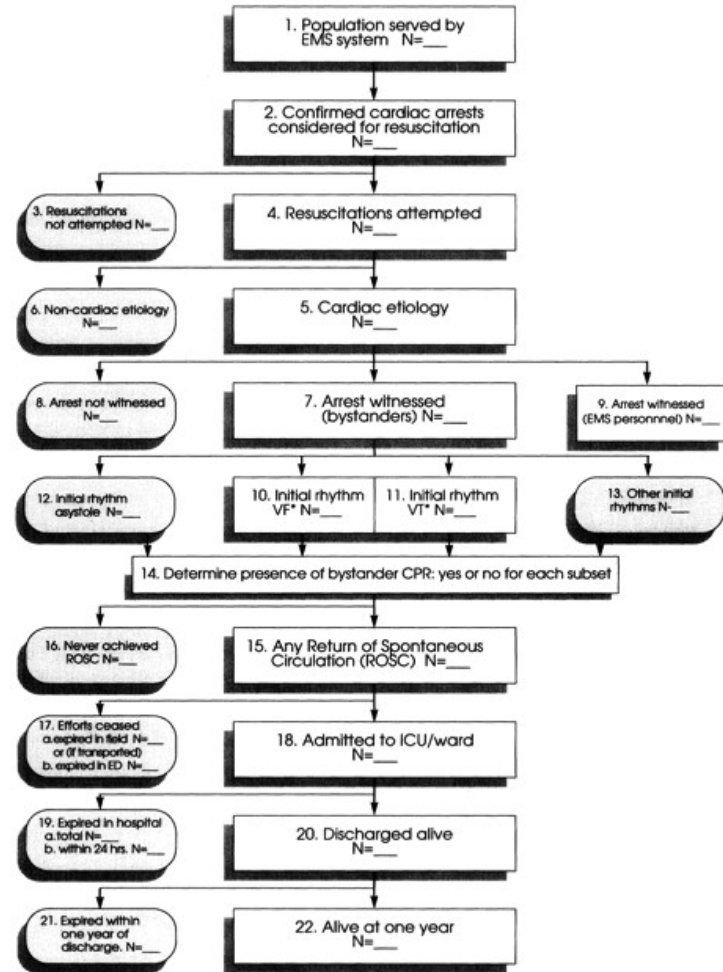 1. Population served by
EMS system N=___
2. Confirmed cardiac arrests
considered for resuscitation
N=___
3. Resuscitations
not attempted N=___
4. Resuscitations attempted
N=___
6. Non-cardiac etiology
N=___
5. Cardiac etiology
N=___
8. Arrest not witnessed
N=___
7. Arrest witnessed
(bystanders) N=___
9. Arrest witnessed
(EMS personnnel) N=___
12. Initial rhythm
asystole N=___
10. Initial rhythm
VF* N=___
11. Initial rhythm
VT* N=___
13. Other initial
rhythms N-___
14. Determine presence of bystander CPR: yes or no for each subset
16. Never achieved
ROSC N=___
15. Any Return of Spontaneous
Circulation (ROSC) N=___
17. Efforts ceased
a.expired in field N=___
or (if transported)
b. expired in ED N=___
18. Admitted to ICU/ward
N=___
19. Expired in hospital
a.total N=___
b. within 24 hrs. N=___
20. Discharged alive
N=___
21. Expired within
one year of
discharge. N=___
22. Alive at one year
N=___